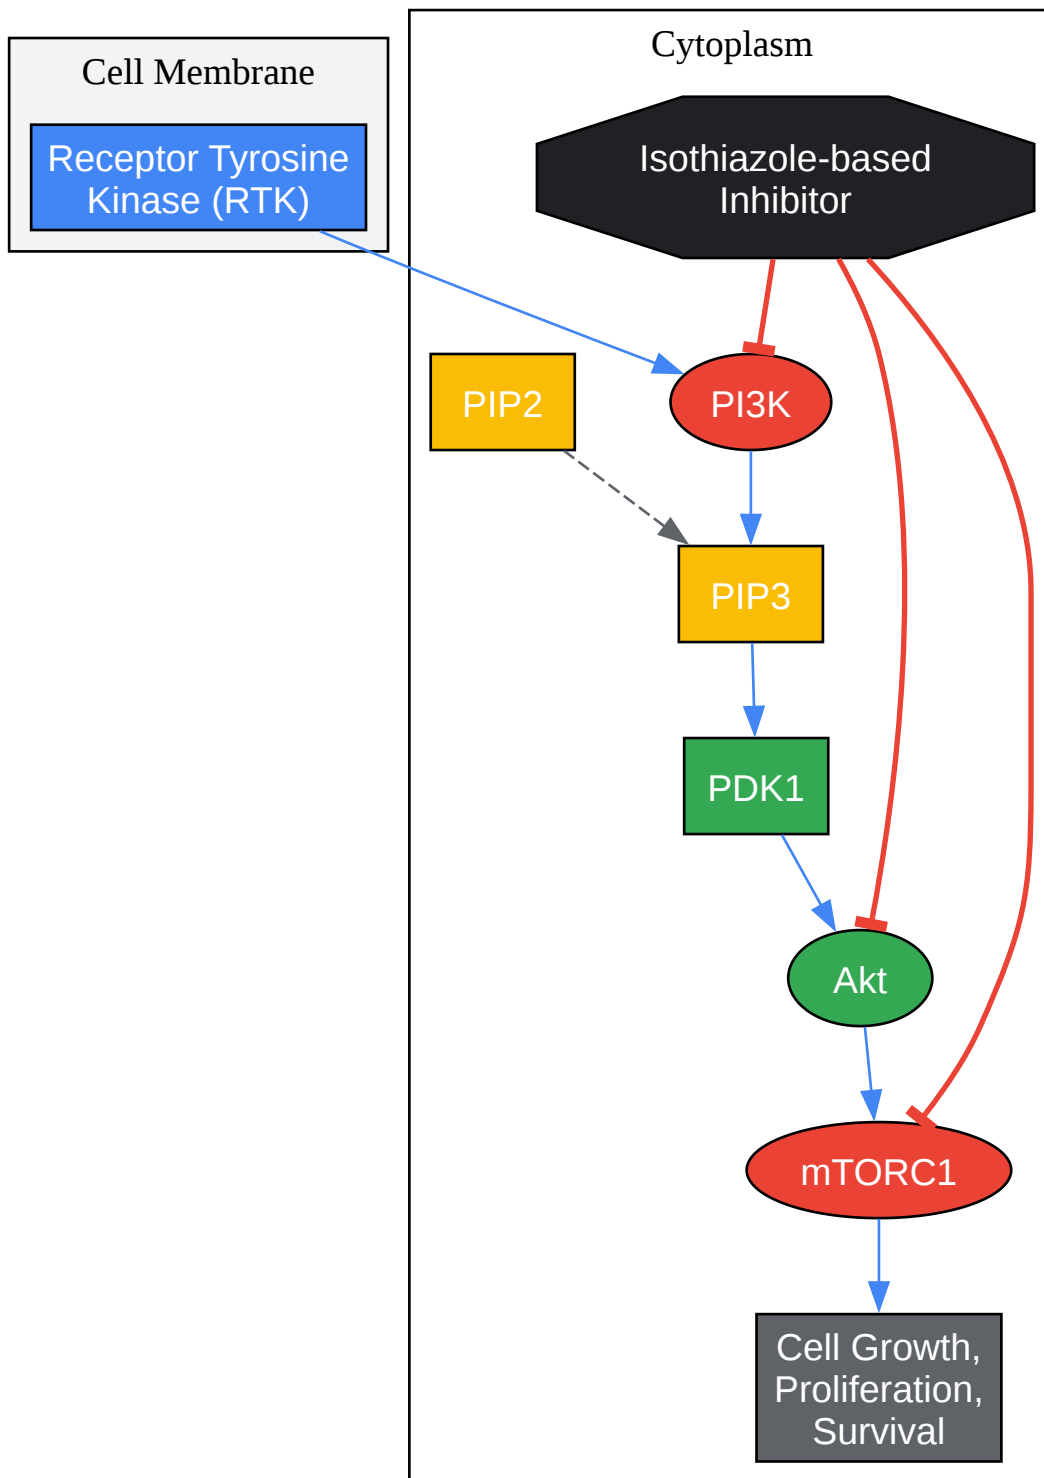 Cell Membrane
Receptor Tyrosine
Kinase (RTK)
Cytoplasm
Isothiazole-based
Inhibitor
PIP2
PI3K
PIP3
PDK1
Akt
mTORC1
Cell Growth,
Proliferation,
Survival